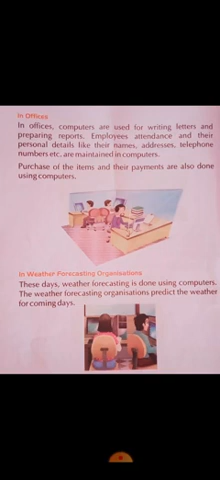 In Offices
In offices, computers are used for writing letters and
preparing reports. Employees attendance and their
personal details like their names, addresses, telephone
numbers etc. are maintained in computers.
Purchase of the items and their payments are also done
using computers.
In Weather Forecasting Organisations
These days, weather forecasting is done using computers.
The weather forecasting organisations predict the weather
for coming days.